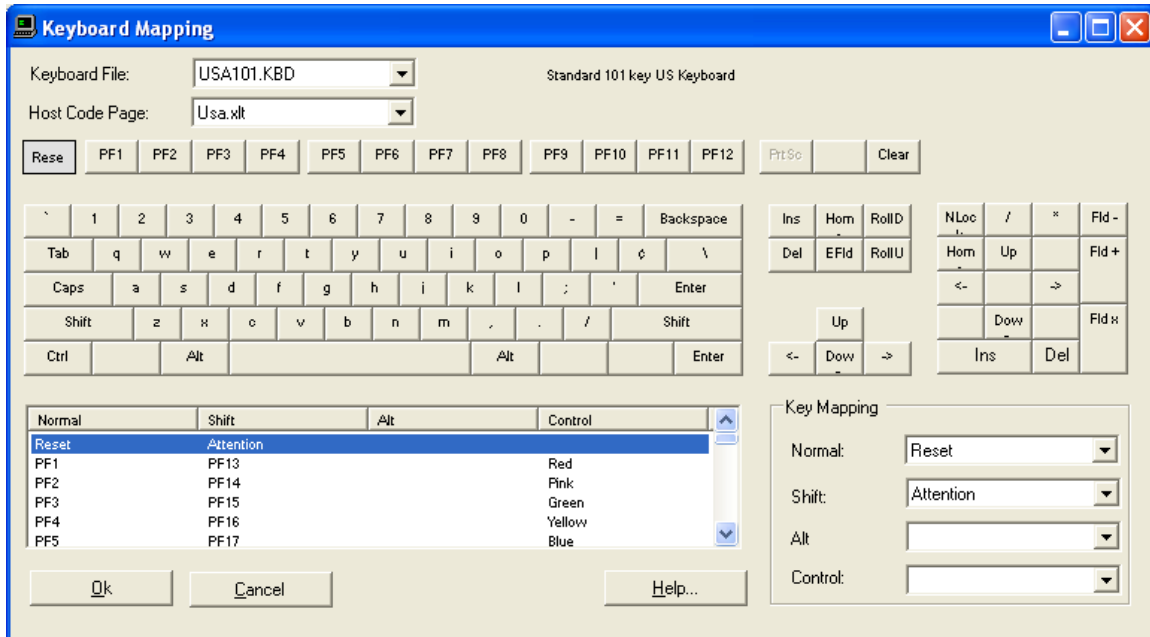 Keyboard Mapping
Keyboard File: USA101.KBD Standard 101 key US Keyboard
Host Code Page: Usa.xlt
Rese PF1 PF2 PF3 PF4 PF5 PF6 PF7 PF8 PF9 PF10 PF11 PF12 PrtSc Clear
` 1 2 3 4 5 6 7 8 9 0 - = Backspace Ins Hom RollD NLoc / * Fld -
Tab q w e r t y u i o p | ¢ \ Del EFld RollU Hom Up Fld +
Caps a s d f g h j k l ; ' Enter <- ->
Shift z x c v b n m , . / Shift Up Dow Fld x
Ctrl Alt Alt Enter <- Dow -> Ins Del
Normal Shift Alt Control
Reset Attention
PF1 PF13 Red
PF2 PF14 Pink
PF3 PF15 Green
PF4 PF16 Yellow
PF5 PF17 Blue
Key Mapping
Normal: Reset
Shift: Attention
Alt
Control:
Ok Cancel Help...